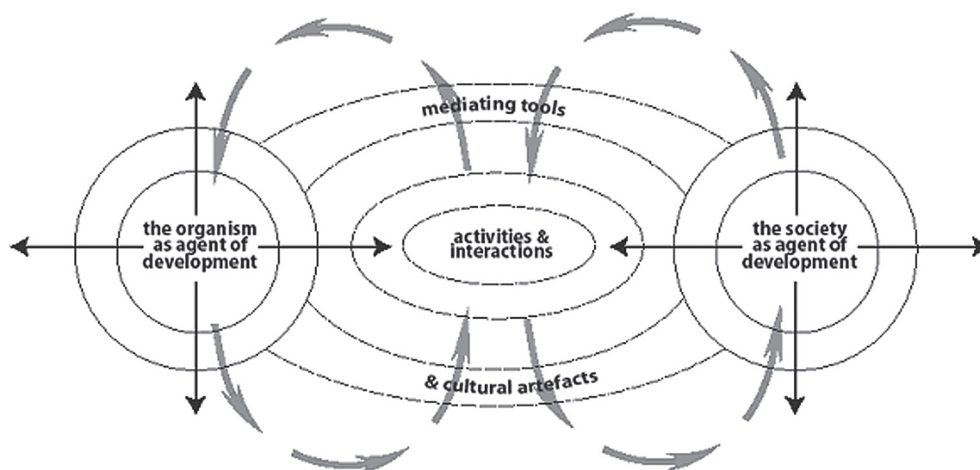 mediating tools
the organism
as agent of
development
activities &
interactions
the society
as agent of
development
& cultural artefacts